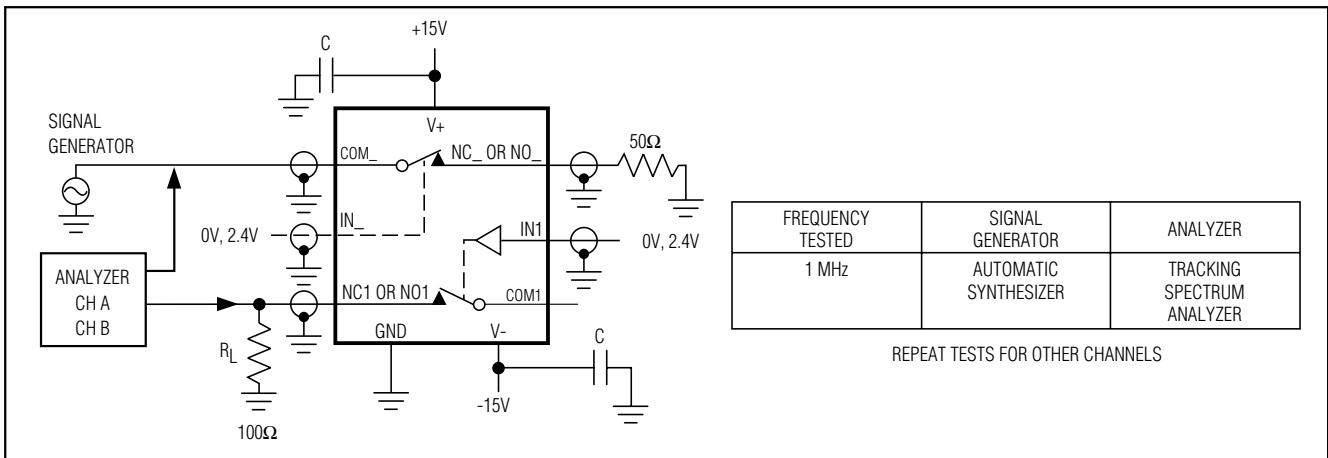 +15V
C
SIGNAL
GENERATOR
V+
50Ω
COM_
NC_ OR NO_
IN_
IN1
0V, 2.4V
0V, 2.4V
ANALYZER
CH A
CH B
NC1 OR NO1
COM1
GND
V-
C
RL
-15V
100Ω
FREQUENCY
TESTED
SIGNAL
GENERATOR
ANALYZER
1 MHz
AUTOMATIC
SYNTHESIZER
TRACKING
SPECTRUM
ANALYZER
REPEAT TESTS FOR OTHER CHANNELS